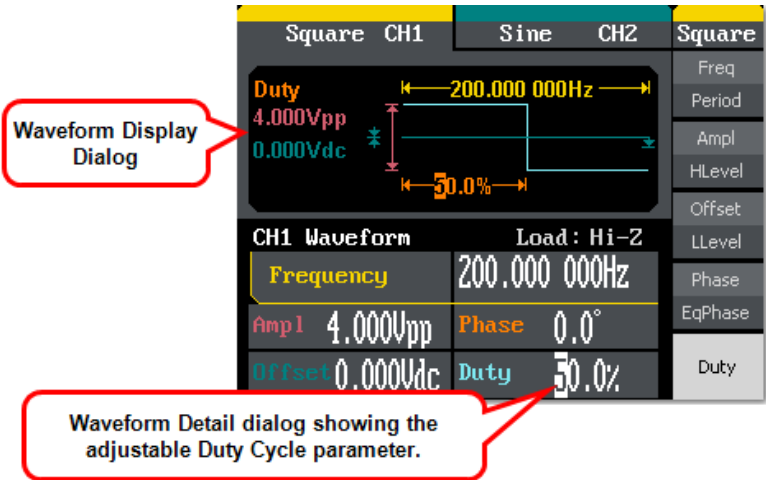 Square CH1
Sine CH2
Square
Duty
200.000 000Hz
4.000Vpp
0.000Vdc
50.0%
Waveform Display
Dialog
CH1 Waveform
Load: Hi-Z
Frequency
200.000 000Hz
Ampl 4.000Vpp
Phase 0.0°
Offset 0.000Vdc
Duty 50.0%
Freq
Period
Ampl
HLevel
Offset
LLevel
Phase
EqPhase
Duty
Waveform Detail dialog showing the
adjustable Duty Cycle parameter.